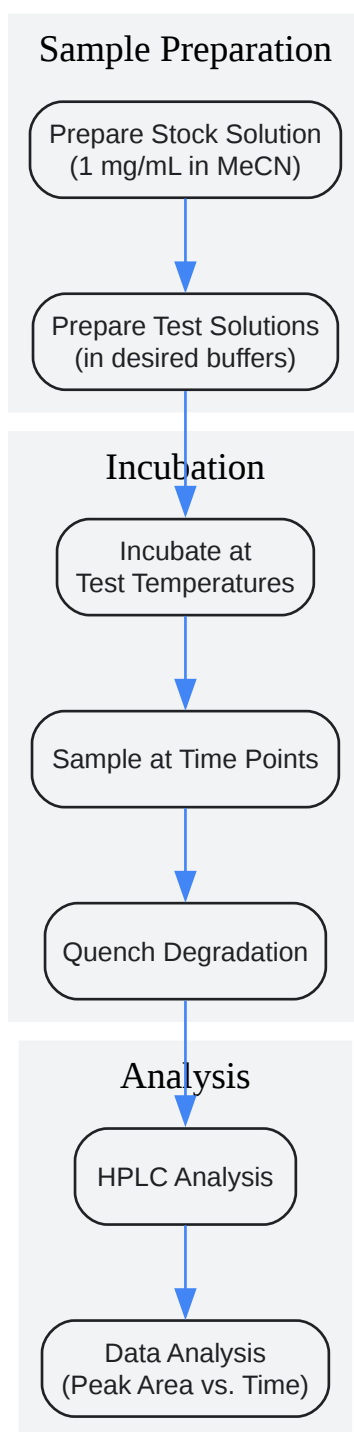 Sample Preparation
Prepare Stock Solution
(1 mg/mL in MeCN)
Prepare Test Solutions
(in desired buffers)
Incubation
Incubate at
Test Temperatures
Sample at Time Points
Quench Degradation
Analysis
HPLC Analysis
Data Analysis
(Peak Area vs. Time)